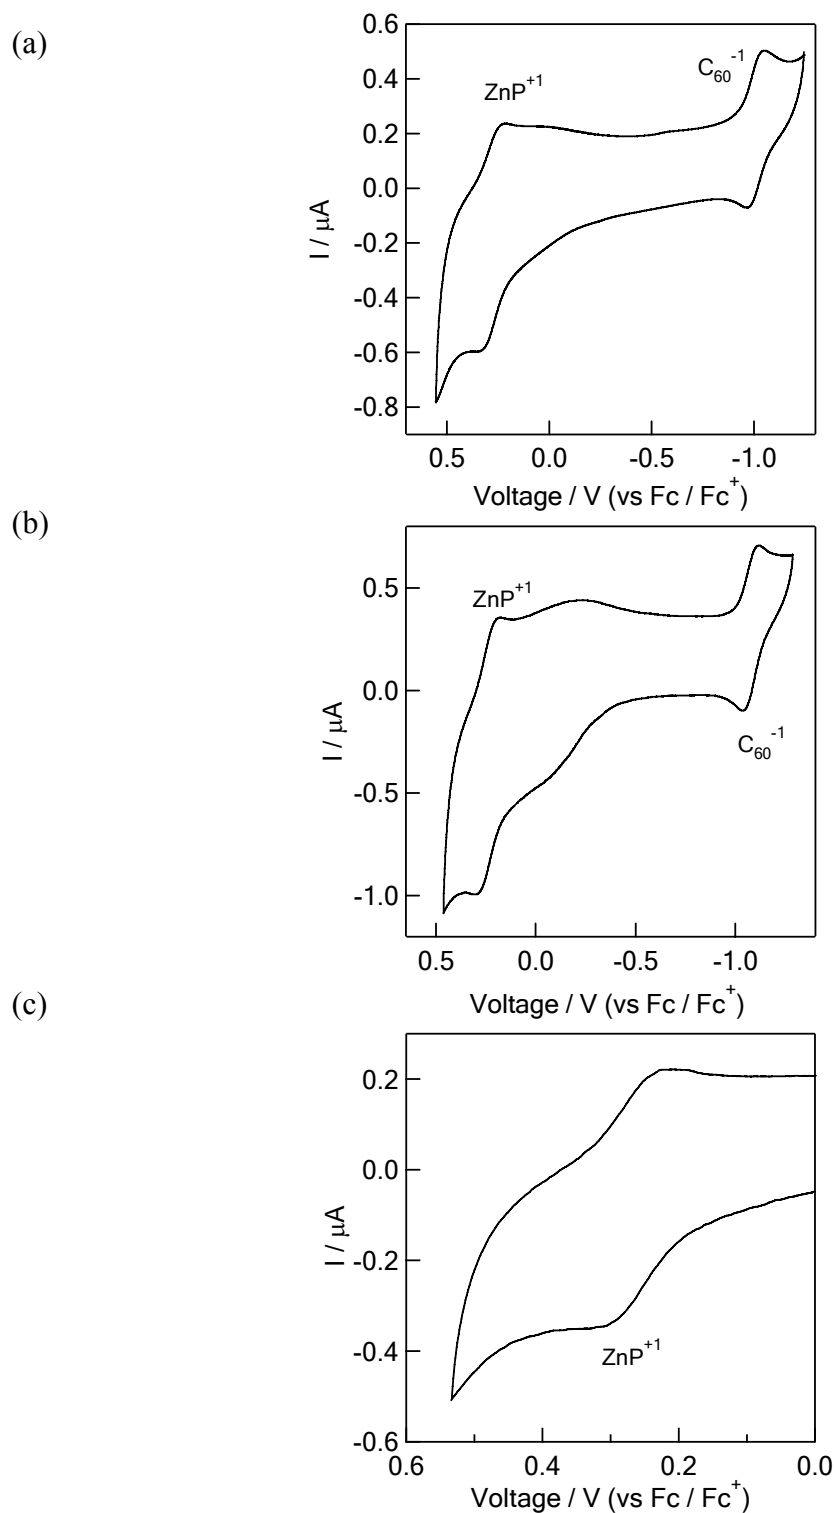 (a)
0.6
0.4
0.2
0.0
-0.2
-0.4
-0.6
-0.8
I / μA
ZnP+1
C60-1
0.5 0.0 -0.5 -1.0
Voltage / V (vs Fc / Fc+)
(b)
0.5
0.0
-0.5
-1.0
I / μA
ZnP+1
C60-1
0.5 0.0 -0.5 -1.0
Voltage / V (vs Fc / Fc+)
(c)
0.2
0.0
-0.2
-0.4
-0.6
I / μA
ZnP+1
0.6 0.4 0.2 0.0
Voltage / V (vs Fc / Fc+)